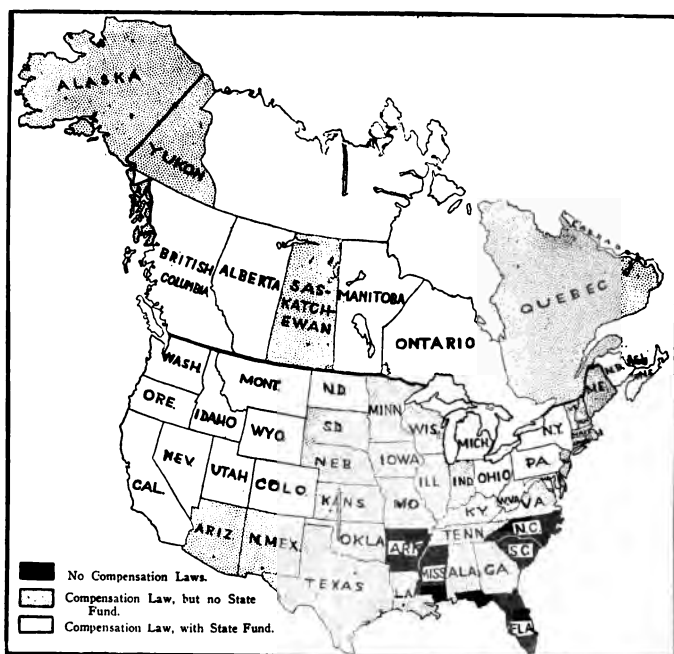 ALASKA
YUKON
BRITISH
COLUMBIA
ALBERTA
SAS-
KATCH-
EWAN
MANITOBA
ONTARIO
QUEBEC
N.B.
WASH
ORE.
IDAHO
MONT.
WYO.
NEV.
UTAH
COLO.
CAL.
ARIZ.
N.MEX.
N.D.
S.D.
NEB
KANS.
OKLA
TEXAS
MINN
IOWA
MO
ARK
LA
WIS.
ILL
MICH.
IND
OHIO
KY
TENN
MISS
ALA
GA
FLA
S.C
N.C
VA
W.VA
PA.
N.Y.
ME.
No Compensation Laws.
Compensation Law, but no State
Fund.
Compensation Law, with State Fund.